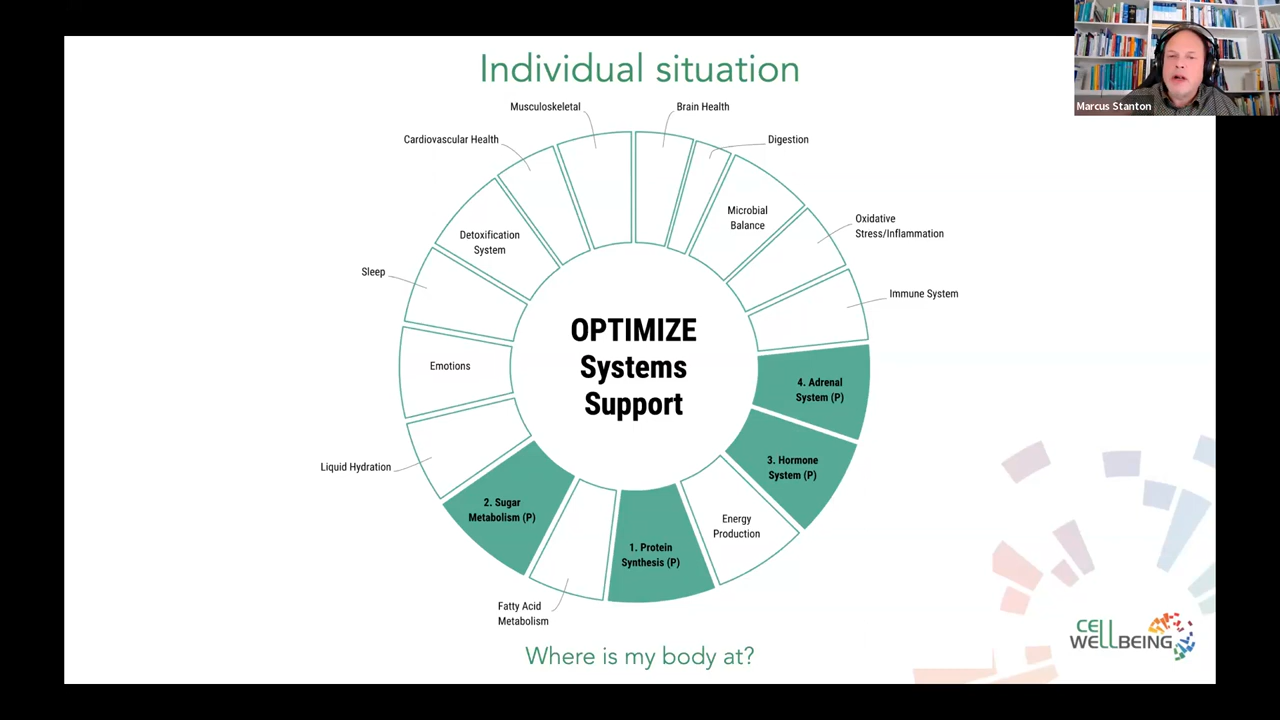 Individual situation
Marcus Stanton
Musculoskeletal
Brain Health
Cardiovascular Health
Digestion
Microbial
Balance
Oxidative
Stress/Inflammation
Detoxification
System
Sleep
Immune System
OPTIMIZE
Systems
Support
Emotions
4. Adrenal
System (P)
3. Hormone
System (P)
Liquid Hydration
2. Sugar
Metabolism (P)
Energy
Production
1. Protein
Synthesis (P)
Fatty Acid
Metabolism
CELL
WELLBEING
Where is my body at?